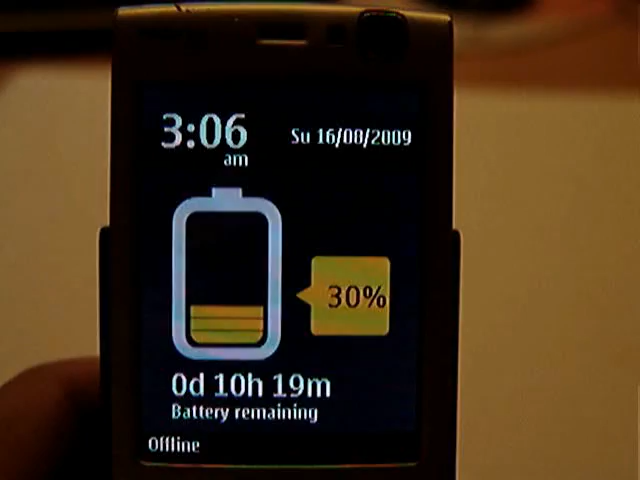 3:06
am
Su 16/08/2009
30%
0d 10h 19m
Battery remaining
Offline